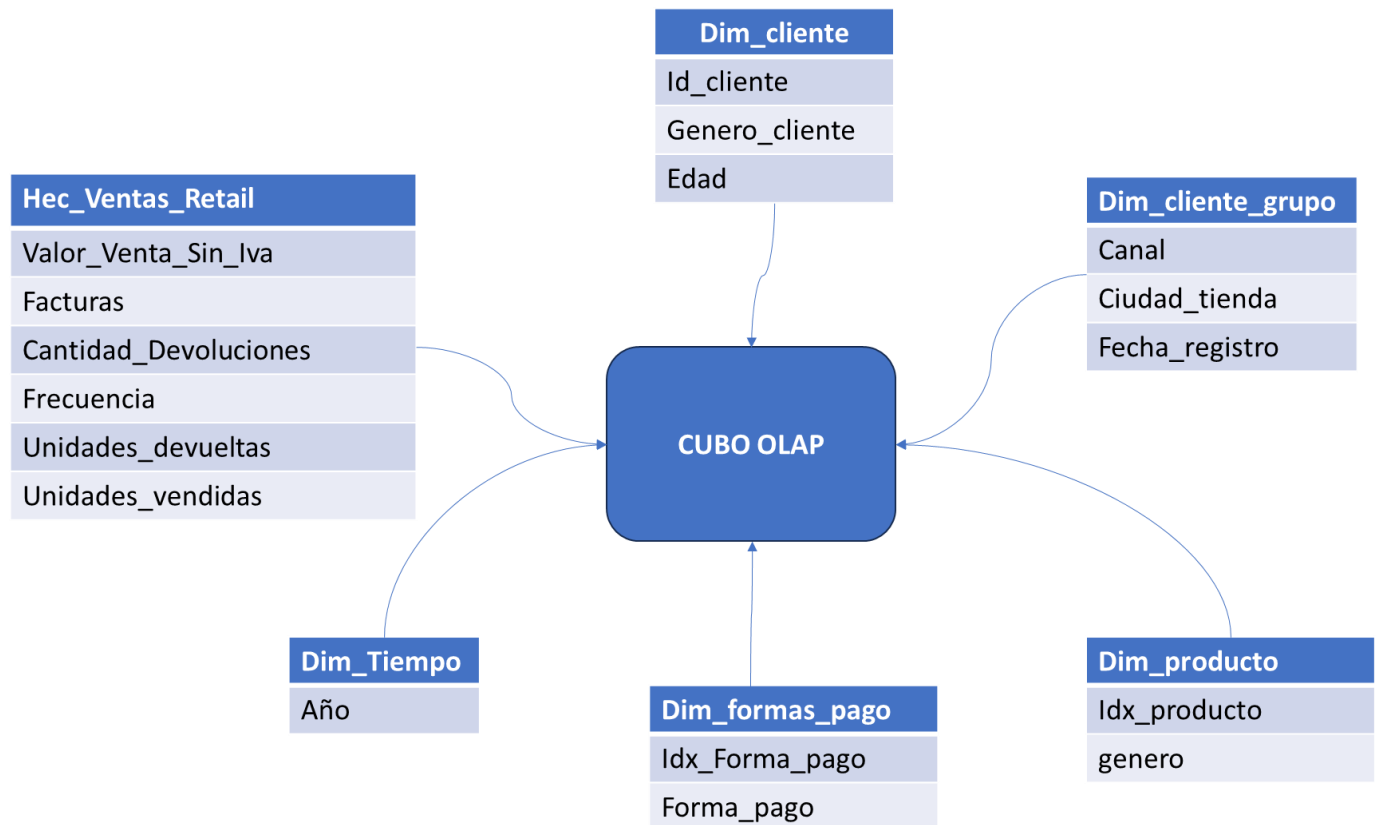 Dim_cliente
Id_cliente
Genero_cliente
Edad
Hec_Ventas_Retail
Valor_Venta_Sin_Iva
Facturas
Cantidad_Devoluciones
Frecuencia
Unidades_devueltas
Unidades_vendidas
Dim_cliente_grupo
Canal
Ciudad_tienda
Fecha_registro
CUBO OLAP
Dim_Tiempo
Año
Dim_formas_pago
Idx_Forma_pago
Forma_pago
Dim_producto
Idx_producto
genero